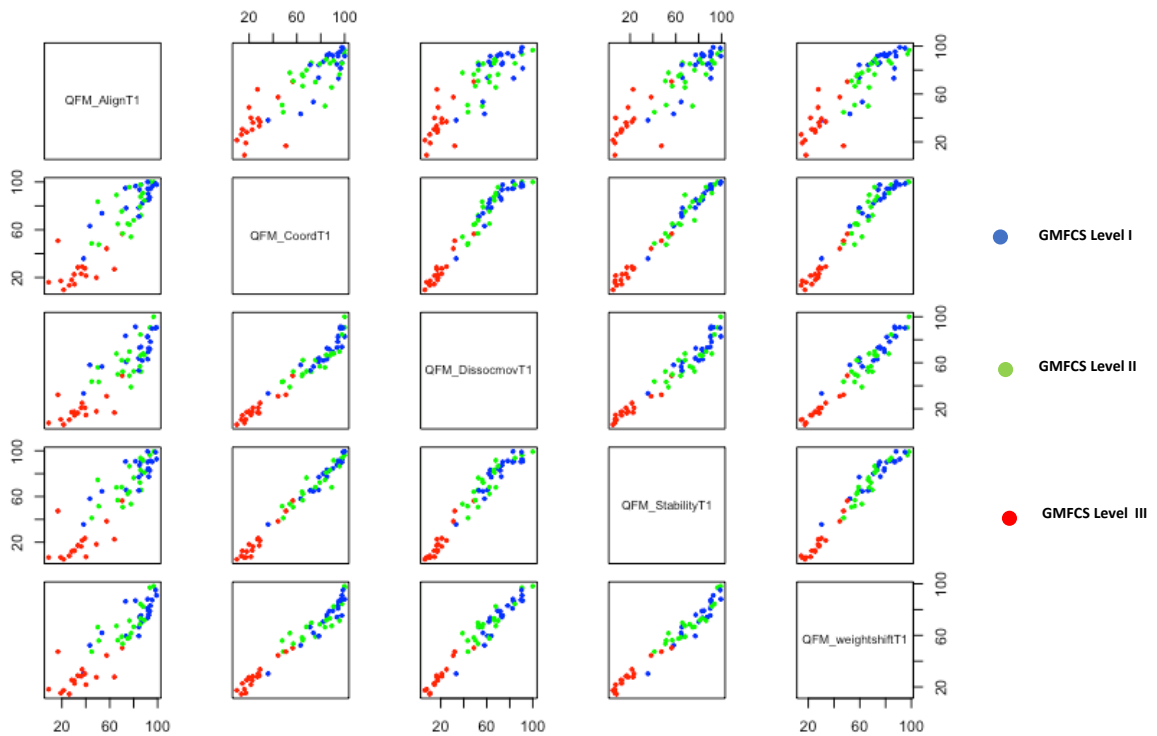 20 60 100 20 60 100
QFM_AlignT1
20 60 100
20 60 100
QFM_CoordT1
GMFCS Level I
QFM_DissocmovT1
20 60 100
GMFCS Level II
20 60 100
QFM_StabilityT1
GMFCS Level III
QFM_weightshiftT1
20 60 100
20 60 100 20 60 100 20 60 100